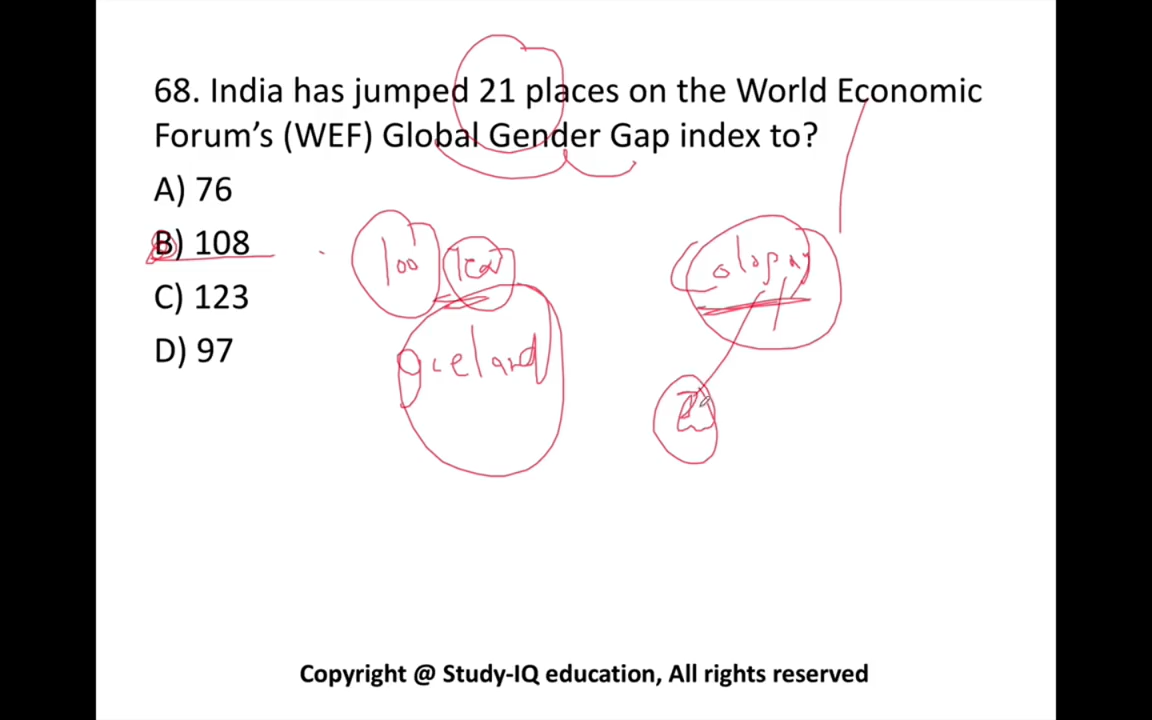 68. India has jumped 21 places on the World Economic
Forum's (WEF) Global Gender Gap index to?
A) 76
B) 108
C) 123
D) 97
100
Iceland
Copyright @ Study-IQ education, All rights reserved